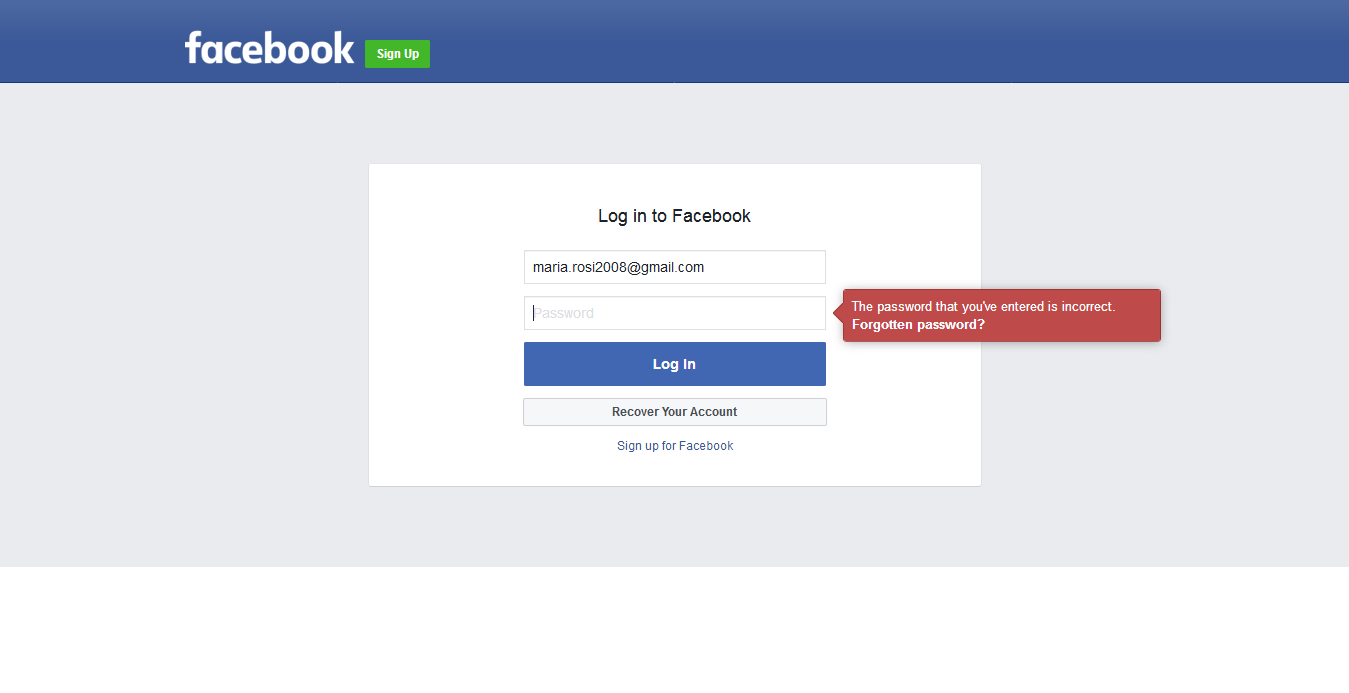 facebook
Sign Up
Log in to Facebook
maria.rosi2008@gmail.com
Password
The password that you've entered is incorrect.
Forgotten password?
Log In
Recover Your Account
Sign up for Facebook